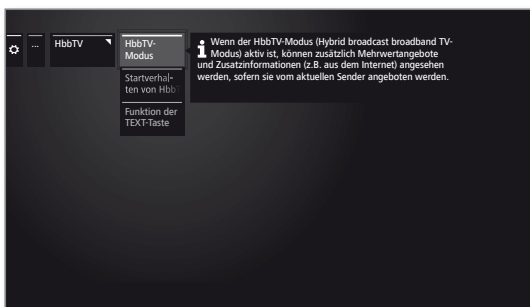 ...
HbbTV
HbbTV-
Modus
Startverhal-
ten von Hbb
Funktion der
TEXT-Taste
Wenn der HbbTV-Modus (Hybrid broadcast broadband TV-
Modus) aktiv ist, können zusätzlich Mehrwertangebote
und Zusatzinformationen (z.B. aus dem Internet) angesehen
werden, sofern sie vom aktuellen Sender angeboten werden.